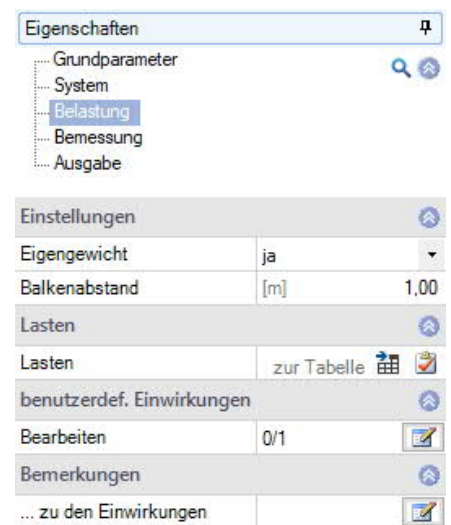 Eigenschaften
Grundparameter
System
Belastung
Bemessung
Ausgabe
Einstellungen
Eigengewicht ja
Balkenabstand [m] 1,00
Lasten
Lasten zur Tabelle
benutzerdef. Einwirkungen
Bearbeiten 0/1
Bemerkungen
... zu den Einwirkungen